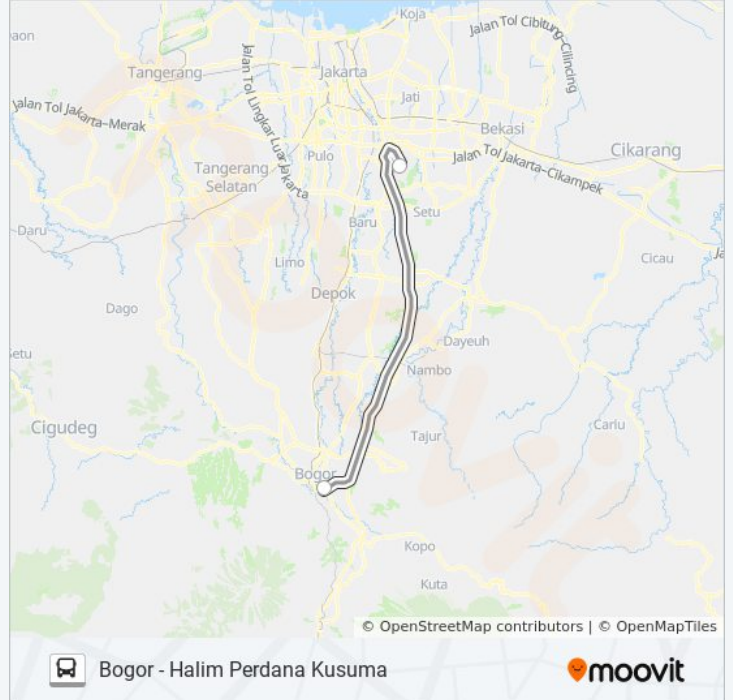 Koja
Jalan Tol Cibitung–Cilincing
Tangerang
Jakarta
Jalan Tol Lingkar Luar Jakarta
Jati
Jalan Tol Jakarta–Merak
Bekasi
Cikarang
Pulo
Jalan Tol Jakarta–Cikampek
Tangerang
Selatan
Setu
Baru
Daru
Cicau
Limo
Depok
Dago
Dayeuh
Nambo
Cigudeg
Carlu
Tajur
Bogor
Kopo
Kuta
© OpenStreetMap contributors | © OpenMapTiles
Bogor - Halim Perdana Kusuma
moovit